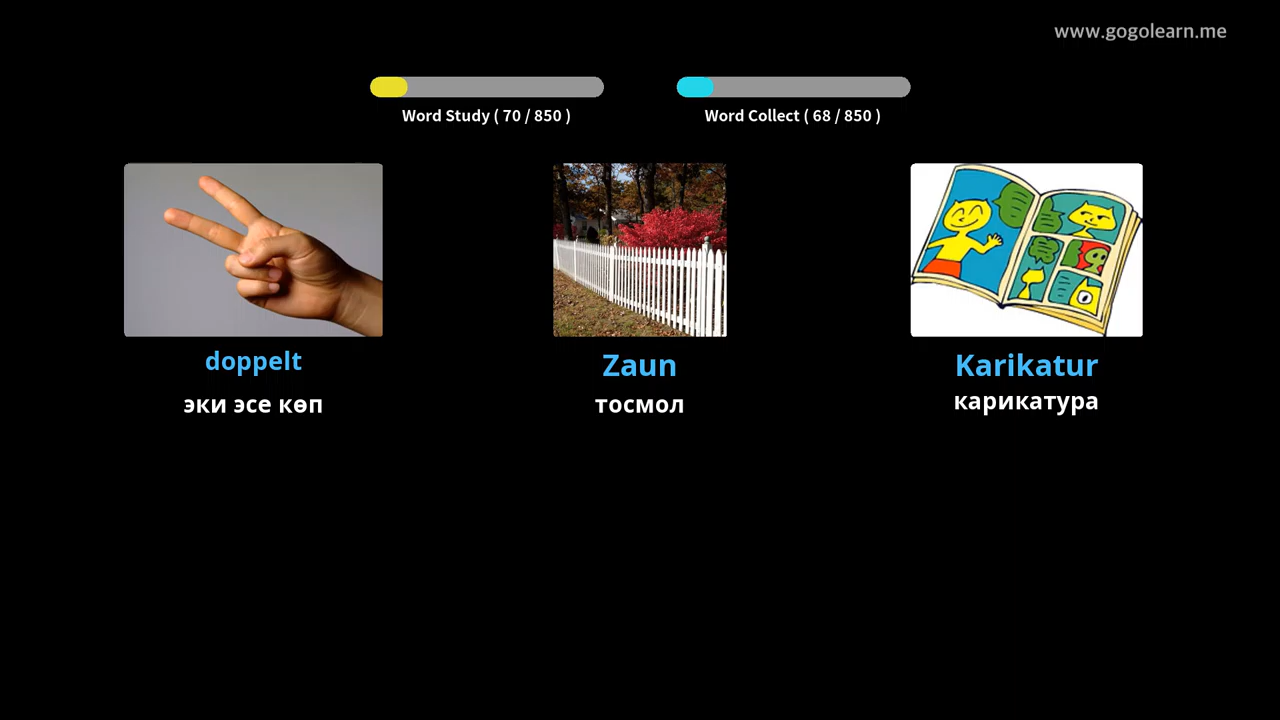 www.gogolearn.me
Word Study ( 70 / 850 )
Word Collect ( 68 / 850 )
doppelt
Zaun
Karikatur
эки эсе көп
тосмол
карикатура